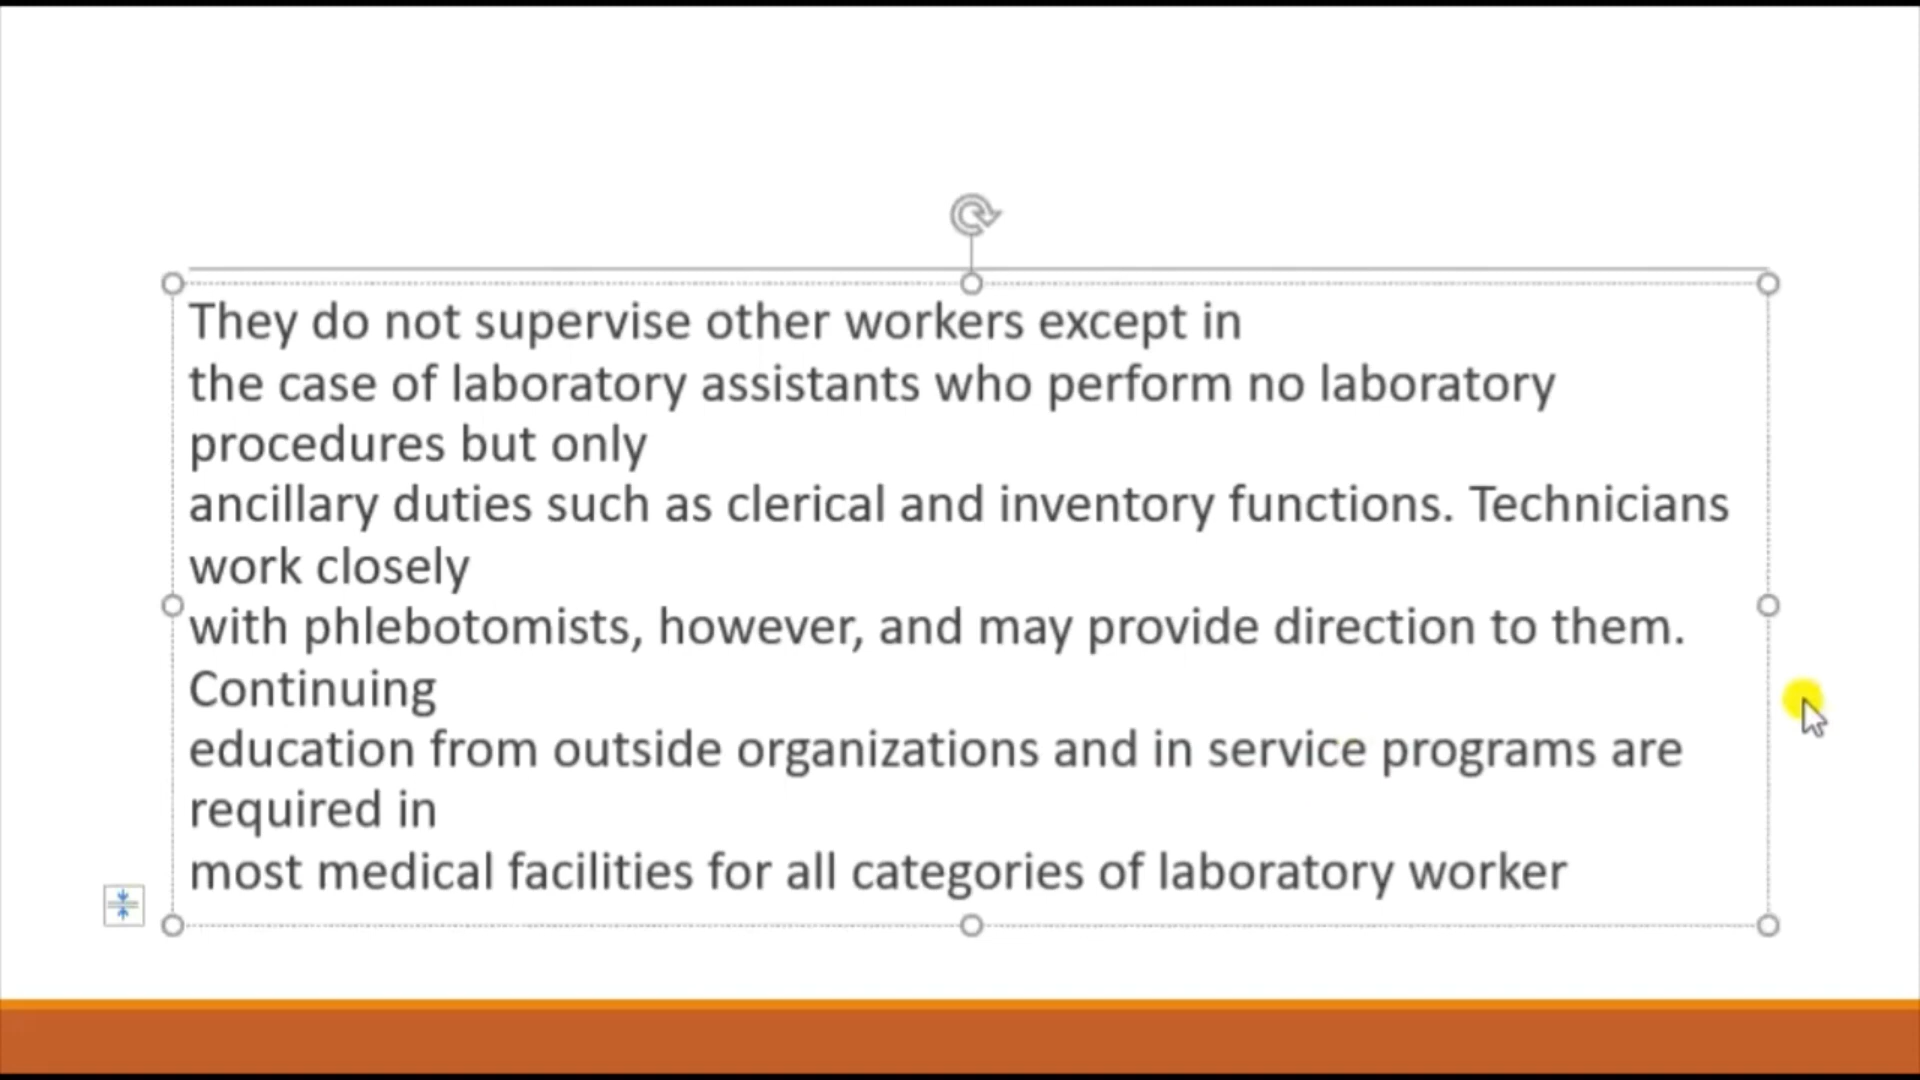 They do not supervise other workers except in
the case of laboratory assistants who perform no laboratory
procedures but only
ancillary duties such as clerical and inventory functions. Technicians
work closely
with phlebotomists, however, and may provide direction to them.
Continuing
education from outside organizations and in service programs are
required in
most medical facilities for all categories of laboratory worker